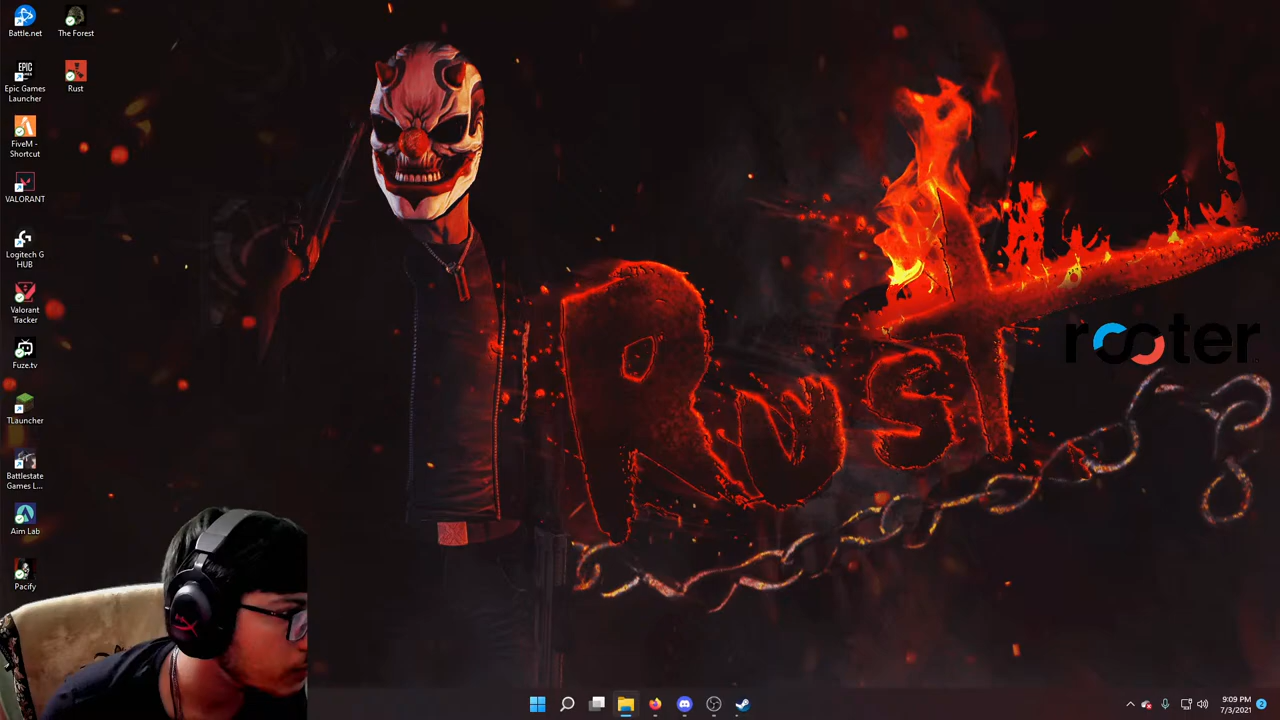 Battle.net
The Forest
EPIC
GAMES
Epic Games
Launcher
Rust
FiveM -
Shortcut
VALORANT
Logitech G
HUB
Valorant
Tracker
Fuze.tv
TLauncher
Battlestate
Games L...
Aim Lab
Pacify
Rust
rooter
9:09 PM
7/3/2021
2